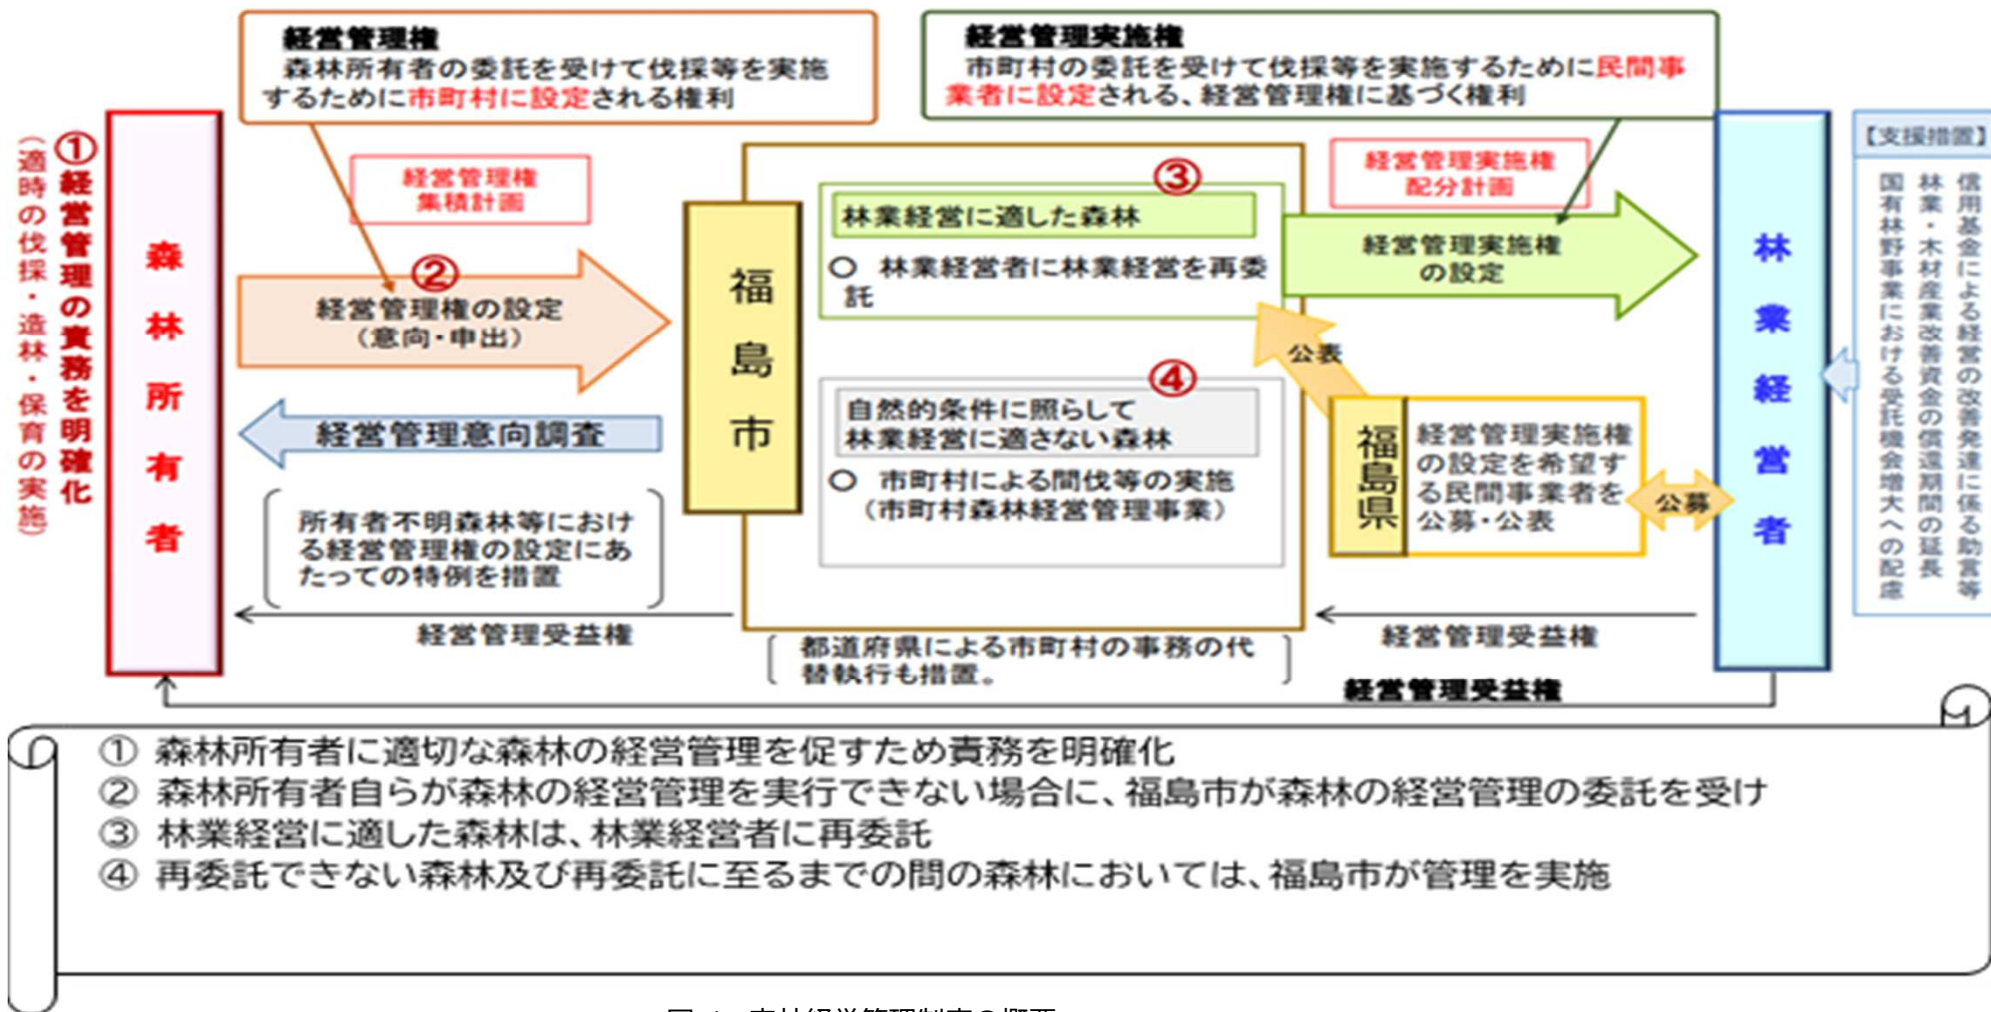 経営管理権
森林所有者の委託を受けて伐採等を実施
するために市町村に設定される権利
経営管理実施権
市町村の委託を受けて伐採等を実施するために民間事
業者に設定される、経営管理権に基づく権利
①経営管理の責務を明確化
（適時の伐採・造林・保育の実施）
森林所有者
経営管理権
集積計画
②
経営管理権の設定
（意向・申出）
経営管理意向調査
所有者不明森林等におけ
る経営管理権の設定にあ
たっての特例を措置
経営管理受益権
福島市
③
林業経営に適した森林
○ 林業経営者に林業経営を再委
託
④
自然的条件に照らして
林業経営に適さない森林
○ 市町村による間伐等の実施
（市町村森林経営管理事業）
都道府県による市町村の事務の代
替執行も措置。
経営管理実施権
配分計画
経営管理実施権
の設定
公表
福島県
経営管理実施権
の設定を希望す
る民間事業者を
公募・公表
公募
経営管理受益権
経営管理受益権
林業経営者
【支援措置】
信用基金による経営の改善発達に係る助言等
林業・木材産業改善資金の償還期間の延長
国有林野事業における受託機会増大への配慮
① 森林所有者に適切な森林の経営管理を促すため責務を明確化
② 森林所有者自らが森林の経営管理を実行できない場合に、福島市が森林の経営管理の委託を受け
③ 林業経営に適した森林は、林業経営者に再委託
④ 再委託できない森林及び再委託に至るまでの間の森林においては、福島市が管理を実施